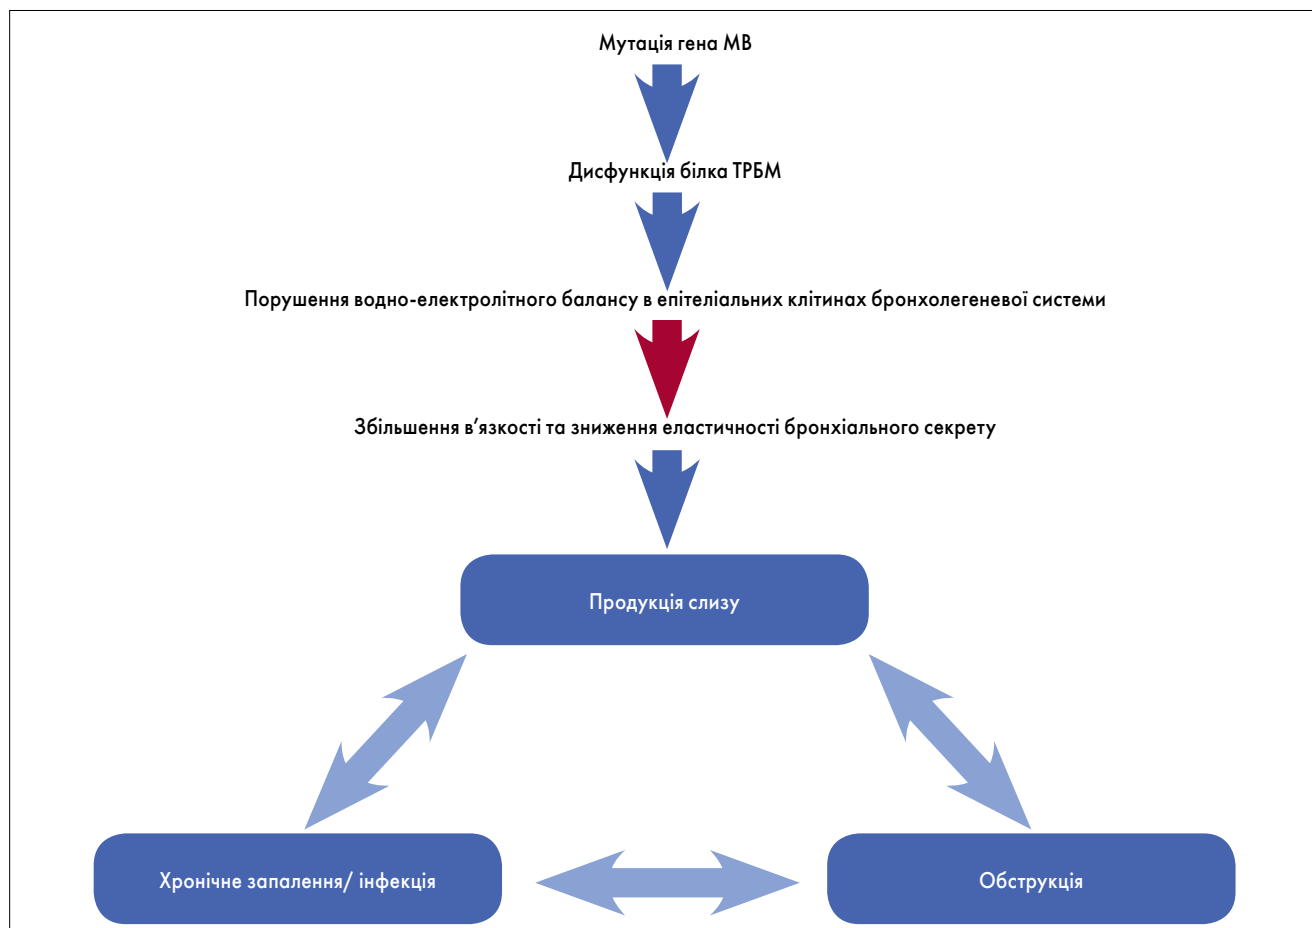 Мутація гена МВ
Дисфункція білка ТРБМ
Порушення водно-електролітного балансу в епітеліальних клітинах бронхолегеневої системи
Збільшення в’язкості та зниження еластичності бронхіального секрету
Продукція слизу
Хронічне запалення/ інфекція
Обструкція